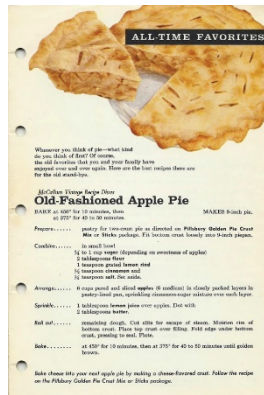 ALL-TIME FAVORITES
Whenever you think of pie—what kind
do you think of first? Of course,
the old favorites that you and your family have
enjoyed over and over again. Here are the best recipes there are
for the old stand-bys.
McCallum Vintage Recipe Divas
Old-Fashioned Apple Pie
BAKE at 450° for 10 minutes, then
at 375° for 40 to 50 minutes.
MAKES 9-inch pie.
Prepare....... pastry for two-crust pie as directed on Pillsbury Golden Pie Crust
Mix or Sticks package. Fit bottom crust loosely into 9-inch piepan.
Combine...... in small bowl
¾ to 1 cup sugar (depending on sweetness of apples)
2 tablespoons flour
1 teaspoon grated lemon rind
teaspoon cinnamon and
teaspoon salt. Set aside.
Arrange....... 6 cups pared and sliced apples (6 medium) in closely packed layers in
pastry-lined pan, sprinkling cinnamon-sugar mixture over each layer.
Sprinkle...... 1 tablespoon lemon juice over apples. Dot with
2 tablespoons butter.
Roll out...... remaining dough. Cut slits for escape of steam. Moisten rim of
bottom crust. Place top crust over filling. Fold edge under bottom
crust, pressing to seal. Flute.
Bake......... at 450° for 10 minutes, then at 375° for 40 to 50 minutes until golden
brown.
Bake cheese into your next apple pie by making a cheese-flavored crust. Follow the recipe
on the Pillsbury Golden Pie Crust Mix or Sticks package.